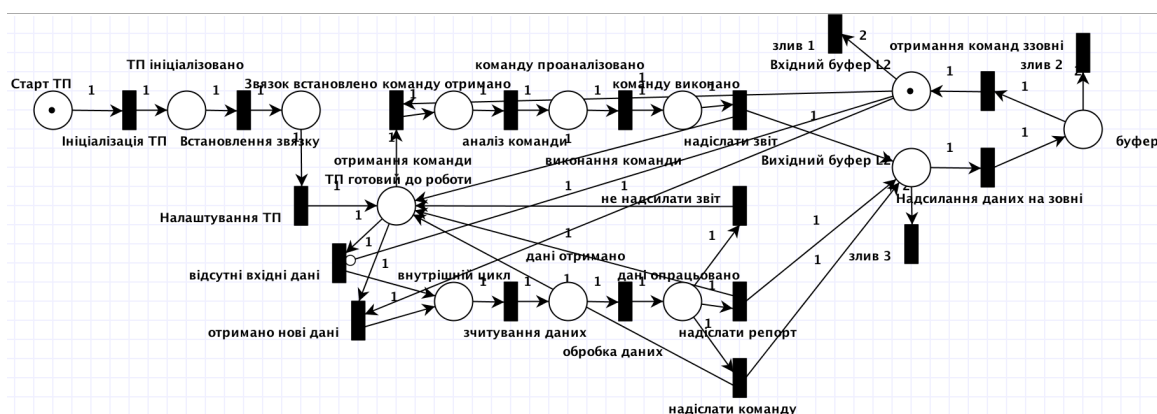 злив 1
отримання команд ззовні
ТП ініціалізовано
команду проаналізовано
Вхідний буфер L2
злив 2
Старт ТП
Звязок встановлено
команду отримано
команду виконано
Ініціалізація ТП
Встановлення звязку
аналіз команди
надіслати звіт
буфер
отримання команди
виконання команди
Вихідний буфер L2
ТП готовий до роботи
не надсилати звіт
Надсилання даних на зовні
Налаштування ТП
злив 3
дані отримано
відсутні вхідні дані
внутрішній цикл
дані опрацьовано
отримано нові дані
зчитування даних
надіслати репорт
обробка даних
надіслати команду